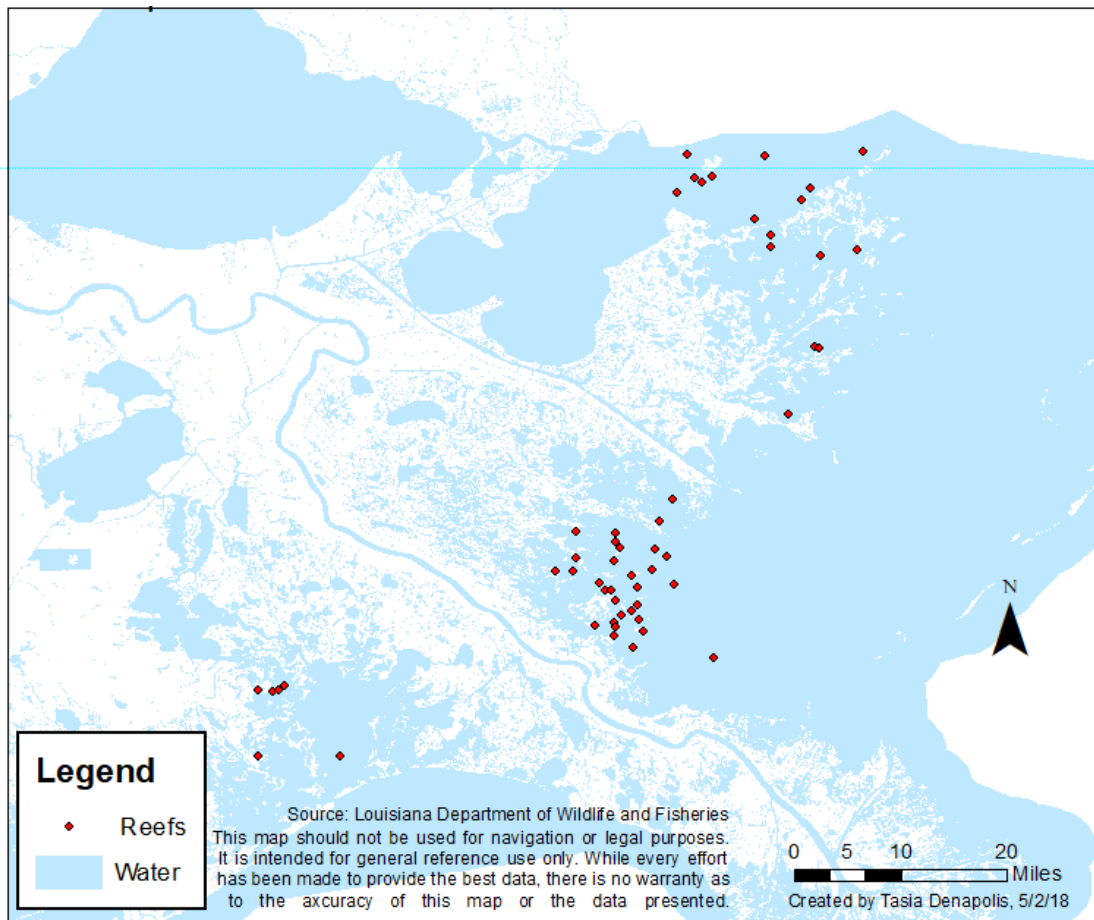 N
Legend
Reefs
Water
Source: Louisiana Department of Wildlife and Fisheries
This map should not be used for navigation or legal purposes.
It is intended for general reference use only. While every effort
has been made to provide the best data, there is no warranty as
to the axcuracy of this map or the data presented.
0 5 10 20
Miles
Created by Tasia Denapolis, 5/2/18